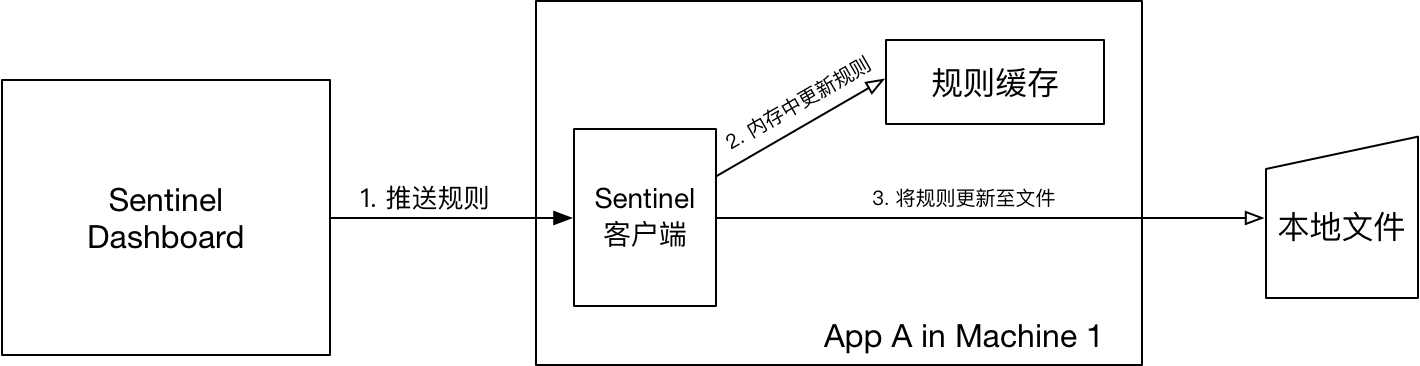 Sentinel
Dashboard
1. 推送规则
Sentinel
客户端
2. 内存中更新规则
规则缓存
3. 将规则更新至文件
本地文件
App A in Machine 1